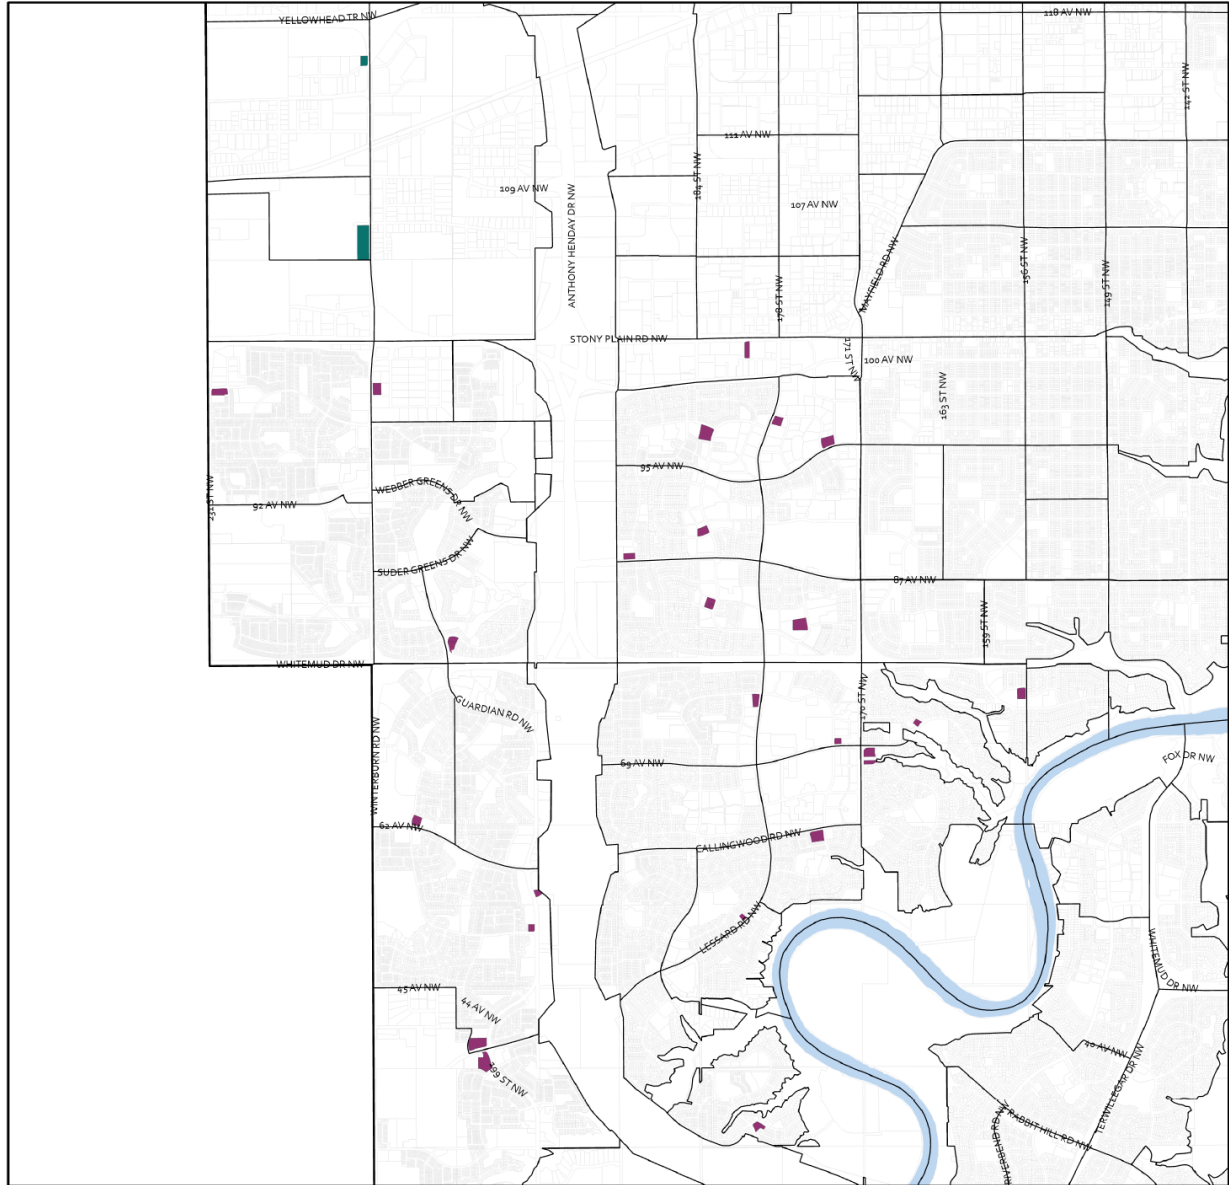 YELLOWHEAD TR NW
118 AV NW
142 ST NW
111 AV NW
184 ST NW
109 AV NW
ANTHONY HENDAY DR NW
107 AV NW
MAYFIELD RD NW
156 ST NW
149 ST NW
178 ST NW
STONY PLAIN RD NW
171 ST NW
100 AV NW
163 ST NW
95 AV NW
WEBBER GREENS DR NW
231 ST NW
92 AV NW
SUDER GREENS DR NW
87 AV NW
159 ST NW
WHITEMUD DR NW
GUARDIAN RD NW
170 ST NW
WINTERBURN RD NW
69 AV NW
FOX DR NW
62 AV NW
CALLINGWOOD RD NW
LESSARD RD NW
WHITEMUD DR NW
45 AV NW
44 AV NW
40 AV NW
199 ST NW
TERWILLEGAR DR NW
RIVERBEND RD NW
RABBIT HILL RD NW